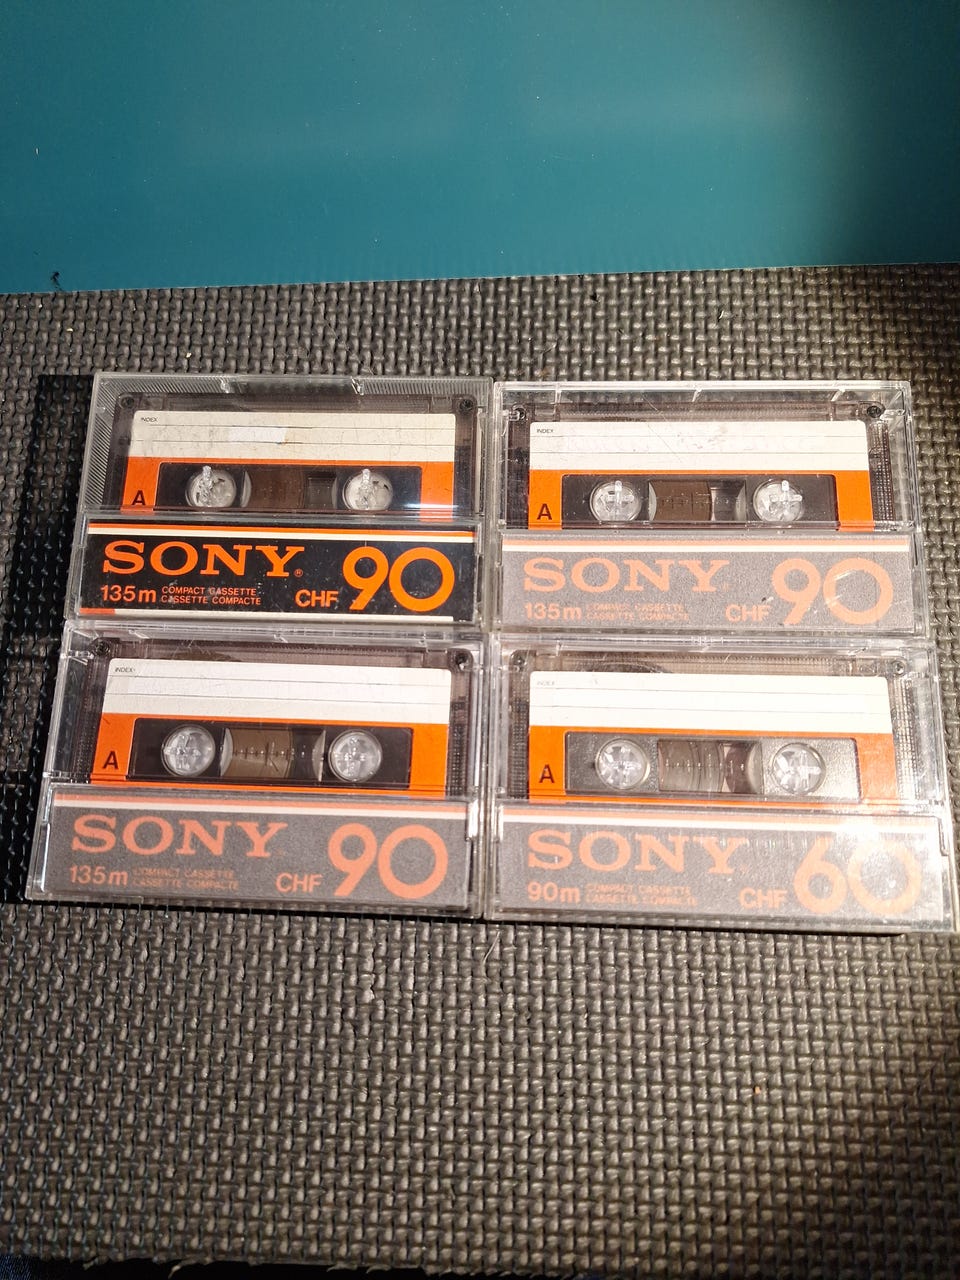 INDEX
A
SONY®
135m COMPACT CASSETTE
CASSETTE COMPACTE
CHF 90
INDEX
A
SONY
135m COMPACT CASSETTE
CASSETTE COMPACTE
CHF 90
INDEX
A
SONY
135m COMPACT CASSETTE
CASSETTE COMPACTE
CHF 90
INDEX
A
SONY
90m COMPACT CASSETTE
CASSETTE COMPACTE
CHF 60